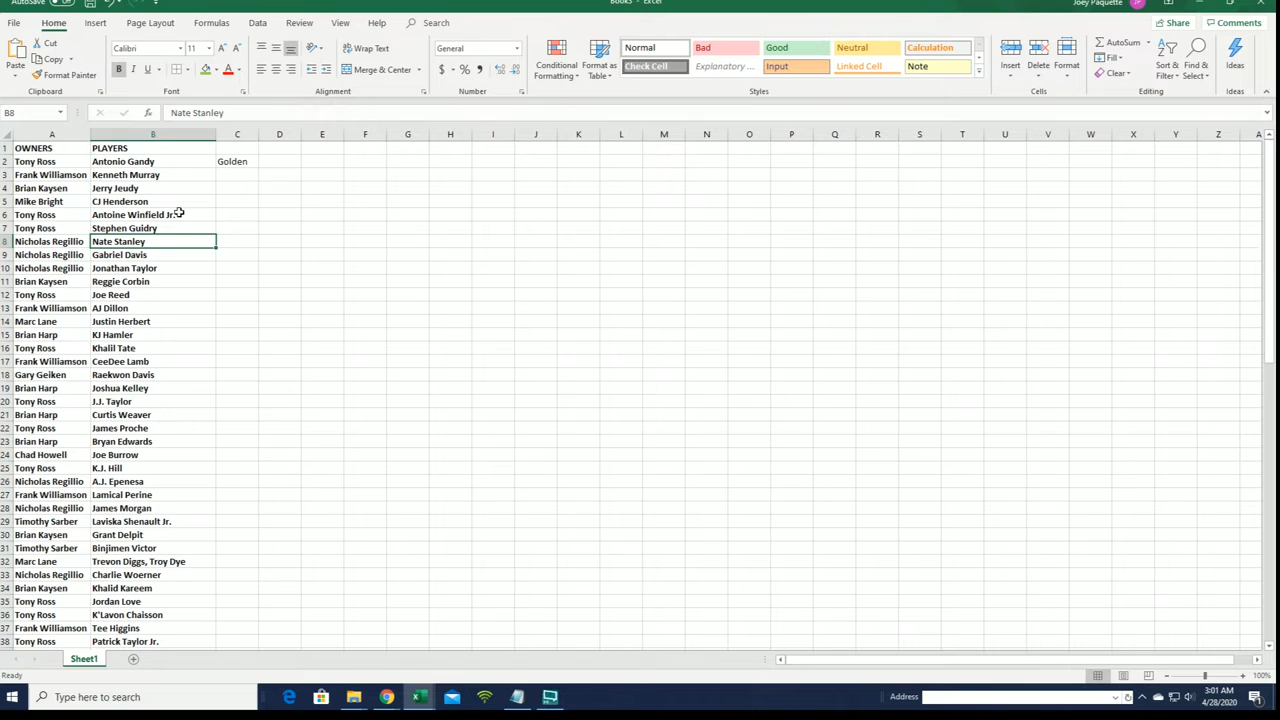 AutoSave Off Book5 - Excel Joey Paquette JP
File Home Insert Page Layout Formulas Data Review View Help Search Share Comments
Paste Cut Copy Format Painter Clipboard
Calibri 11 B I U A A Font
Wrap Text Merge & Center Alignment
General $ % , Number
Conditional Formatting Format as Table
Normal Bad Good Neutral Calculation
Check Cell Explanatory ... Input Linked Cell Note
Styles
Insert Delete Format Cells
AutoSum Fill Clear Sort & Filter Find & Select Editing
Ideas Ideas
B8 fx Nate Stanley
A B C D E F G H I J K L M N O P Q R S T U V W X Y Z A
1 OWNERS PLAYERS
2 Tony Ross Antonio Gandy Golden
3 Frank Williamson Kenneth Murray
4 Brian Kaysen Jerry Jeudy
5 Mike Bright CJ Henderson
6 Tony Ross Antoine Winfield Jr.
7 Tony Ross Stephen Guidry
8 Nicholas Regillio Nate Stanley
9 Nicholas Regillio Gabriel Davis
10 Nicholas Regillio Jonathan Taylor
11 Brian Kaysen Reggie Corbin
12 Tony Ross Joe Reed
13 Frank Williamson AJ Dillon
14 Marc Lane Justin Herbert
15 Brian Harp KJ Hamler
16 Tony Ross Khalil Tate
17 Frank Williamson CeeDee Lamb
18 Gary Geiken Raekwon Davis
19 Brian Harp Joshua Kelley
20 Tony Ross J.J. Taylor
21 Brian Harp Curtis Weaver
22 Tony Ross James Proche
23 Brian Harp Bryan Edwards
24 Chad Howell Joe Burrow
25 Tony Ross K.J. Hill
26 Nicholas Regillio A.J. Epenesa
27 Frank Williamson Lamical Perine
28 Nicholas Regillio James Morgan
29 Timothy Sarber Laviska Shenault Jr.
30 Brian Kaysen Grant Delpit
31 Timothy Sarber Binjimen Victor
32 Marc Lane Trevon Diggs, Troy Dye
33 Nicholas Regillio Charlie Woerner
34 Brian Kaysen Khalid Kareem
35 Tony Ross Jordan Love
36 Tony Ross K'Lavon Chaisson
37 Frank Williamson Tee Higgins
38 Tony Ross Patrick Taylor Jr.
Sheet1
Ready 100%
Type here to search Address 3:01 AM
4/28/2020